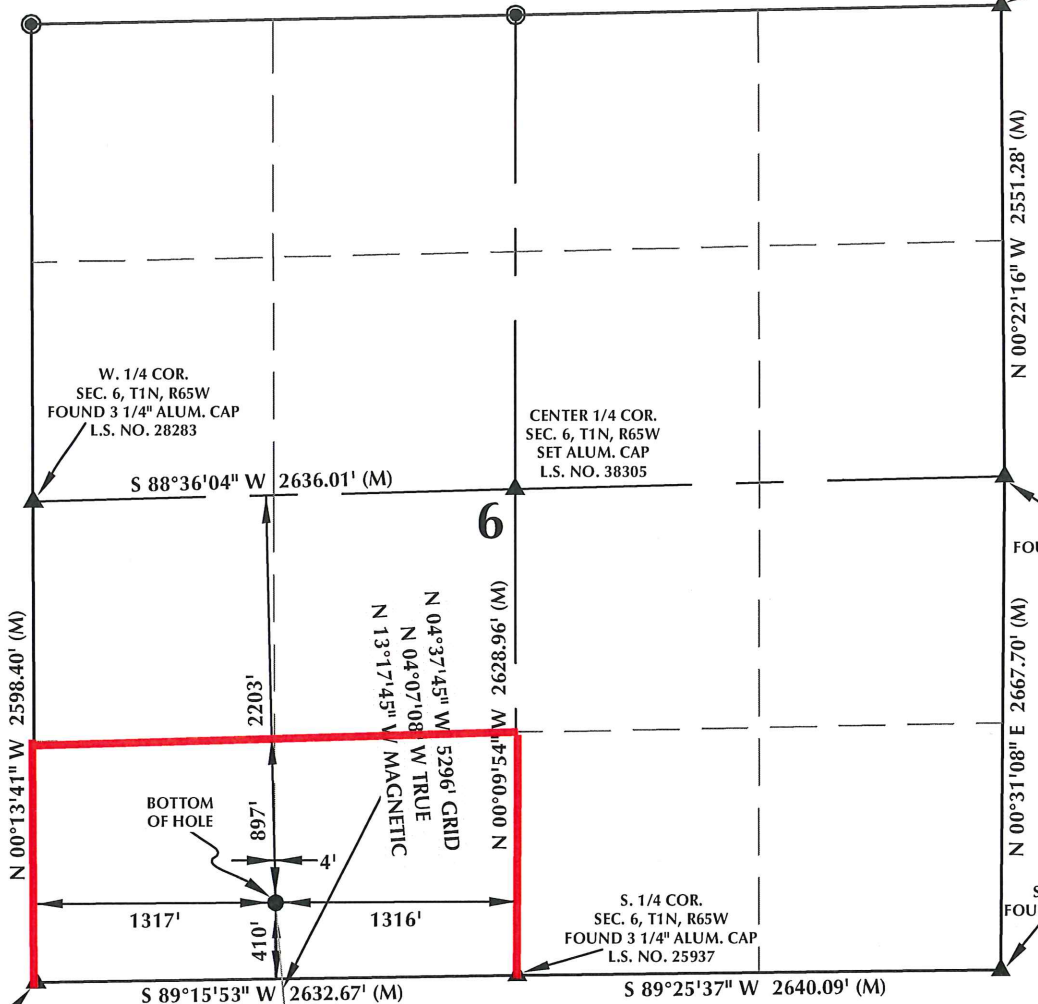 N 00°22'16" W 2551.28' (M)
W. 1/4 COR.
SEC. 6, T1N, R65W
FOUND 3 1/4" ALUM. CAP
L.S. NO. 28283
CENTER 1/4 COR.
SEC. 6, T1N, R65W
SET ALUM. CAP
L.S. NO. 38305
S 88°36'04" W 2636.01' (M)
6
FOU
N 00°13'41" W 2598.40' (M)
2203'
N 04°37'45" W 5296' GRID
N 04°07'08" W TRUE
N 13°17'45" W MAGNETIC
N 00°09'54" W 2628.96' (M)
N 00°31'08" E 2667.70' (M)
BOTTOM
OF HOLE
897'
4'
1317'
1316'
410'
S. 1/4 COR.
SEC. 6, T1N, R65W
FOUND 3 1/4" ALUM. CAP
L.S. NO. 25937
S
FOU
S 89°15'53" W 2632.67' (M)
S 89°25'37" W 2640.09' (M)